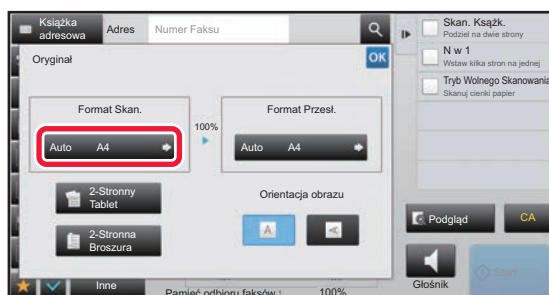 Książka
adresowa
Adres
Numer Faksu
Skan. Ksążk.
Podziel na dwie strony
N w 1
Wstaw kilka stron na jednej
Tryb Wolnego Skanowania
Skanuj cienki papier
Oryginał
OK
Format Skan.
100%
Format Przesł.
Auto A4
Auto A4
2-Stronny
Tablet
Orientacja obrazu
A
A
2-Stronna
Broszura
Podgląd
CA
Inne
Pamięć odbioru faksów : 100%
Głośnik
Start